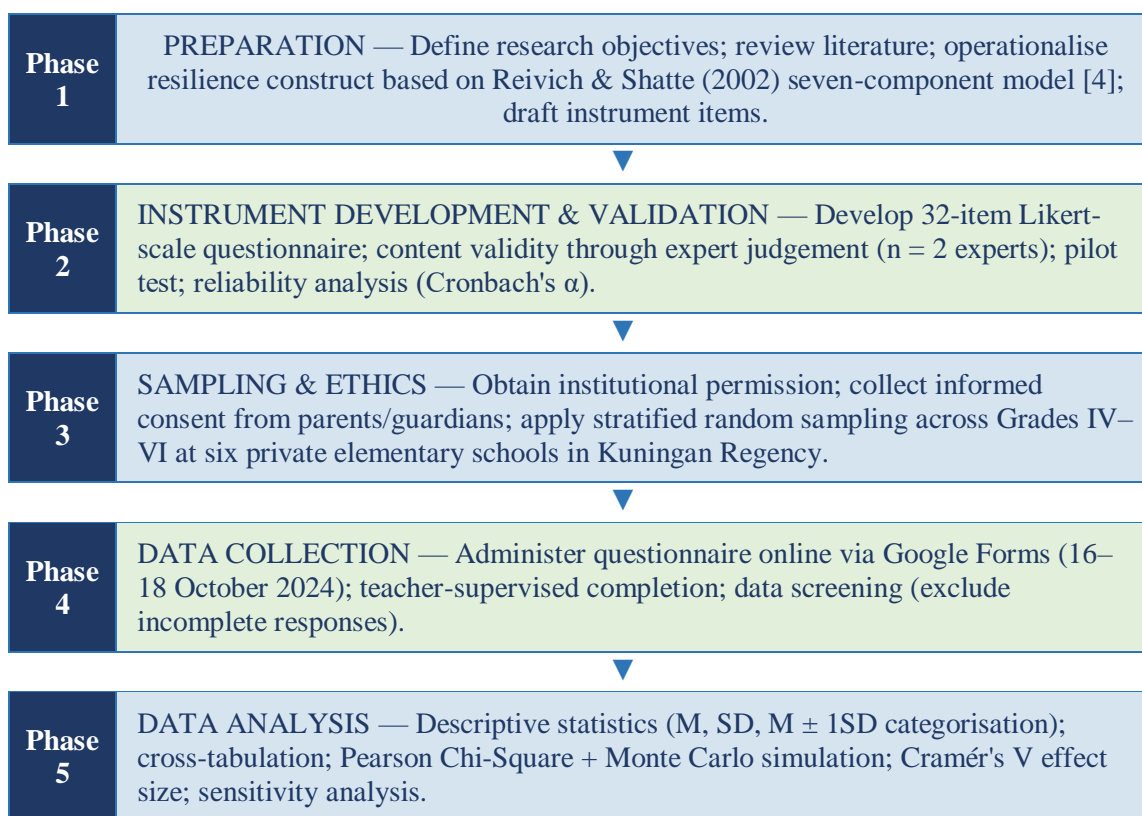 Phase
1
PREPARATION — Define research objectives; review literature; operationalise
resilience construct based on Reivich & Shatte (2002) seven-component model [4];
draft instrument items.
Phase
2
INSTRUMENT DEVELOPMENT & VALIDATION — Develop 32-item Likert-
scale questionnaire; content validity through expert judgement (n = 2 experts); pilot
test; reliability analysis (Cronbach's α).
Phase
3
SAMPLING & ETHICS — Obtain institutional permission; collect informed
consent from parents/guardians; apply stratified random sampling across Grades IV–
VI at six private elementary schools in Kuningan Regency.
Phase
4
DATA COLLECTION — Administer questionnaire online via Google Forms (16–
18 October 2024); teacher-supervised completion; data screening (exclude
incomplete responses).
Phase
5
DATA ANALYSIS — Descriptive statistics (M, SD, M ± 1SD categorisation);
cross-tabulation; Pearson Chi-Square + Monte Carlo simulation; Cramér's V effect
size; sensitivity analysis.